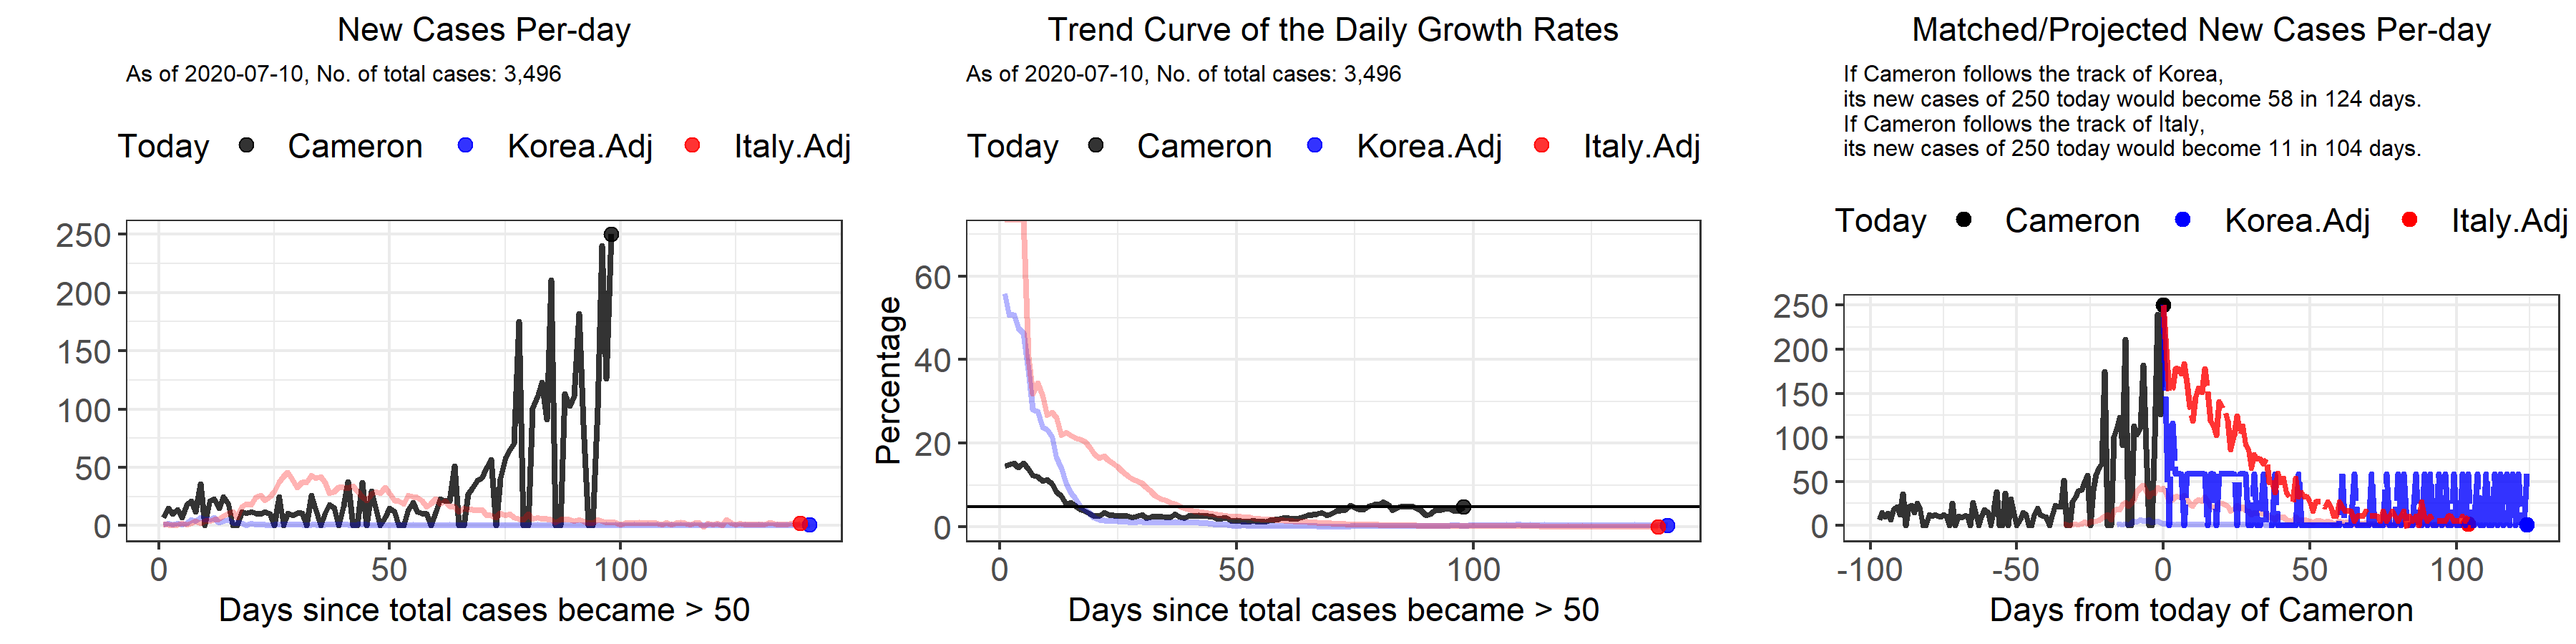 New Cases Per-day
As of 2020-07-10, No. of total cases: 3,496
Today Cameron Korea.Adj Italy.Adj
250
200
150
100
50
0
0 50 100
Days since total cases became > 50
Trend Curve of the Daily Growth Rates
As of 2020-07-10, No. of total cases: 3,496
Today Cameron Korea.Adj Italy.Adj
Percentage
60
40
20
0
0 50 100
Days since total cases became > 50
Matched/Projected New Cases Per-day
If Cameron follows the track of Korea,
its new cases of 250 today would become 58 in 124 days.
If Cameron follows the track of Italy,
its new cases of 250 today would become 11 in 104 days.
Today Cameron Korea.Adj Italy.Adj
250
200
150
100
50
0
-100 -50 0 50 100
Days from today of Cameron